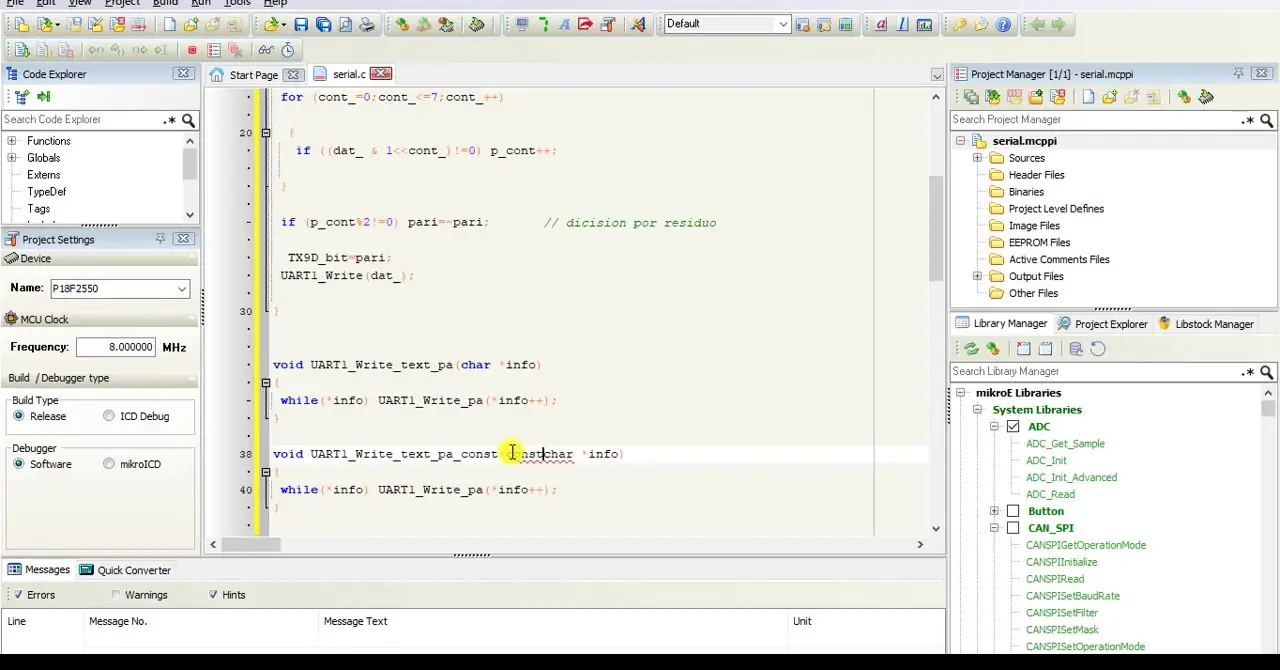 File Edit View Project Build Run Tools Help
Default
Code Explorer
Start Page
serial.c
Project Manager [1/1] - serial.mcppi
Search Code Explorer
.*
Functions
Globals
Externs
TypeDef
Tags
Project Settings
Device
Name: P18F2550
MCU Clock
Frequency: 8.000000 MHz
Build /Debugger type
Build Type
Release
ICD Debug
Debugger
Software
mikroICD
for (cont_=0;cont_<=7;cont_++)
20 {
if ((dat_ & 1<<cont_)!=0) p_cont++;
}
if (p_cont%2!=0) pari=~pari; // dicision por residuo
TX9D_bit=pari;
UART1_Write(dat_);
30 }
void UART1_Write_text_pa(char *info)
{
while(*info) UART1_Write_pa(*info++);
}
38 void UART1_Write_text_pa_const(constchar *info)
{
40 while(*info) UART1_Write_pa(*info++);
}
Search Project Manager
.*
serial.mcppi
Sources
Header Files
Binaries
Project Level Defines
Image Files
EEPROM Files
Active Comments Files
Output Files
Other Files
Library Manager
Project Explorer
Libstock Manager
Search Library Manager
.*
mikroE Libraries
System Libraries
ADC
ADC_Get_Sample
ADC_Init
ADC_Init_Advanced
ADC_Read
Button
CAN_SPI
CANSPIGetOperationMode
CANSPIInitialize
CANSPIRead
CANSPISetBaudRate
CANSPISetFilter
CANSPISetMask
CANSPISetOperationMode
Messages
Quick Converter
Errors
Warnings
Hints
Line
Message No.
Message Text
Unit